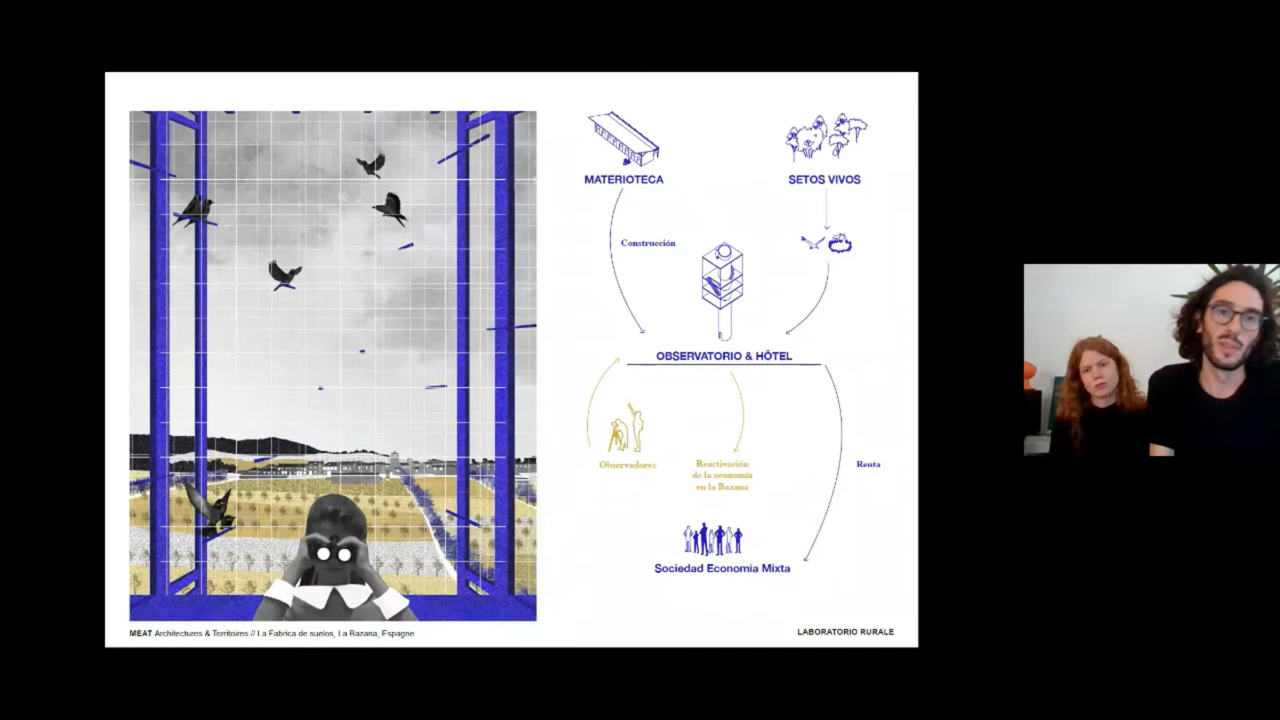 MATERIOTECA
SETOS VIVOS
Construcción
OBSERVATORIO & HÔTEL
Observadores
Reactivación
de la economía
en la Bazana
Renta
Sociedad Economia Mixta
MEAT Architectures & Territoires // La Fabrica de suelos, La Bazana, Espagne
LABORATORIO RURALE